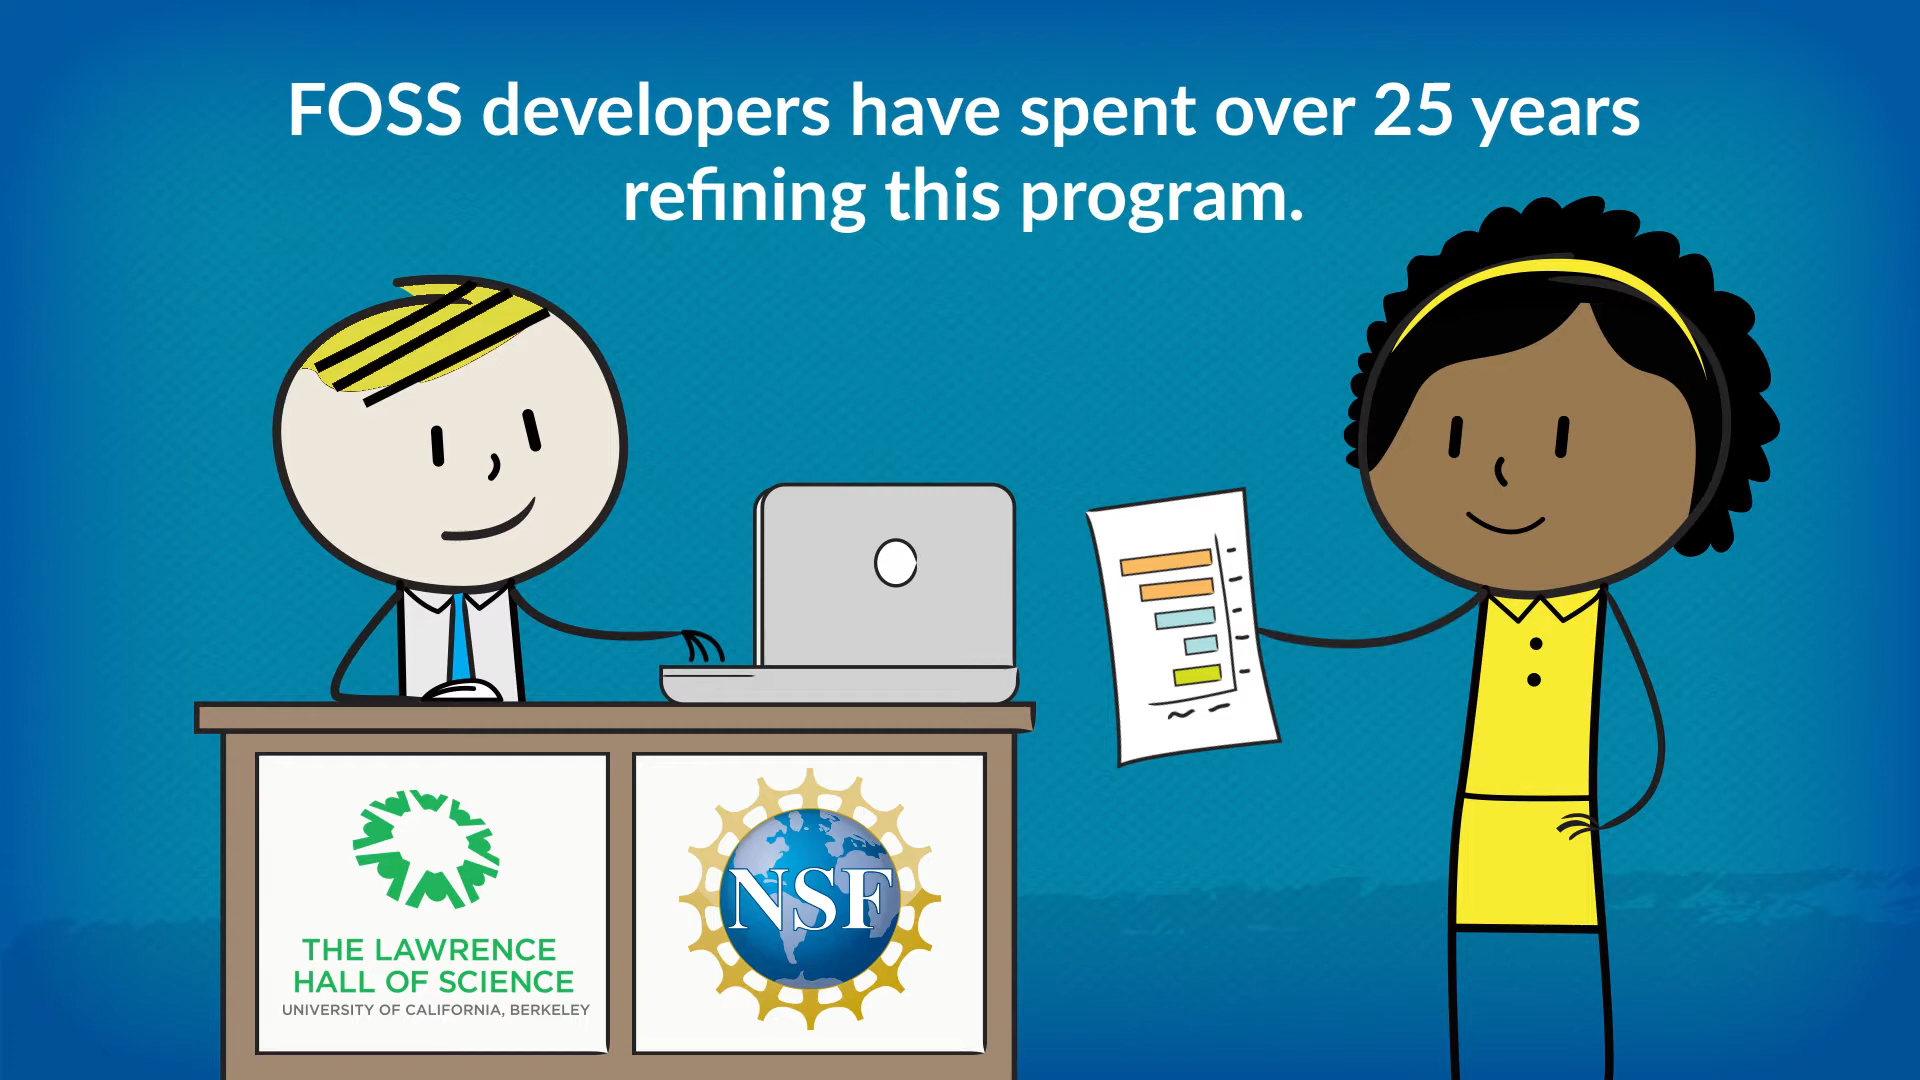 FOSS developers have spent over 25 years
refining this program.
THE LAWRENCE
HALL OF SCIENCE
UNIVERSITY OF CALIFORNIA, BERKELEY
NSF